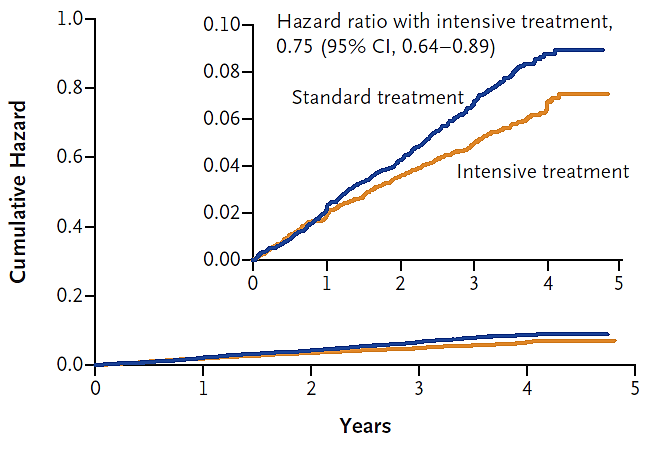 1.0
0.8
0.6
0.4
0.2
0.0
Cumulative Hazard
0.10
0.08
0.06
0.04
0.02
0.00
Hazard ratio with intensive treatment,
0.75 (95% CI, 0.64–0.89)
Standard treatment
Intensive treatment
0 1 2 3 4 5
0 1 2 3 4 5
Years